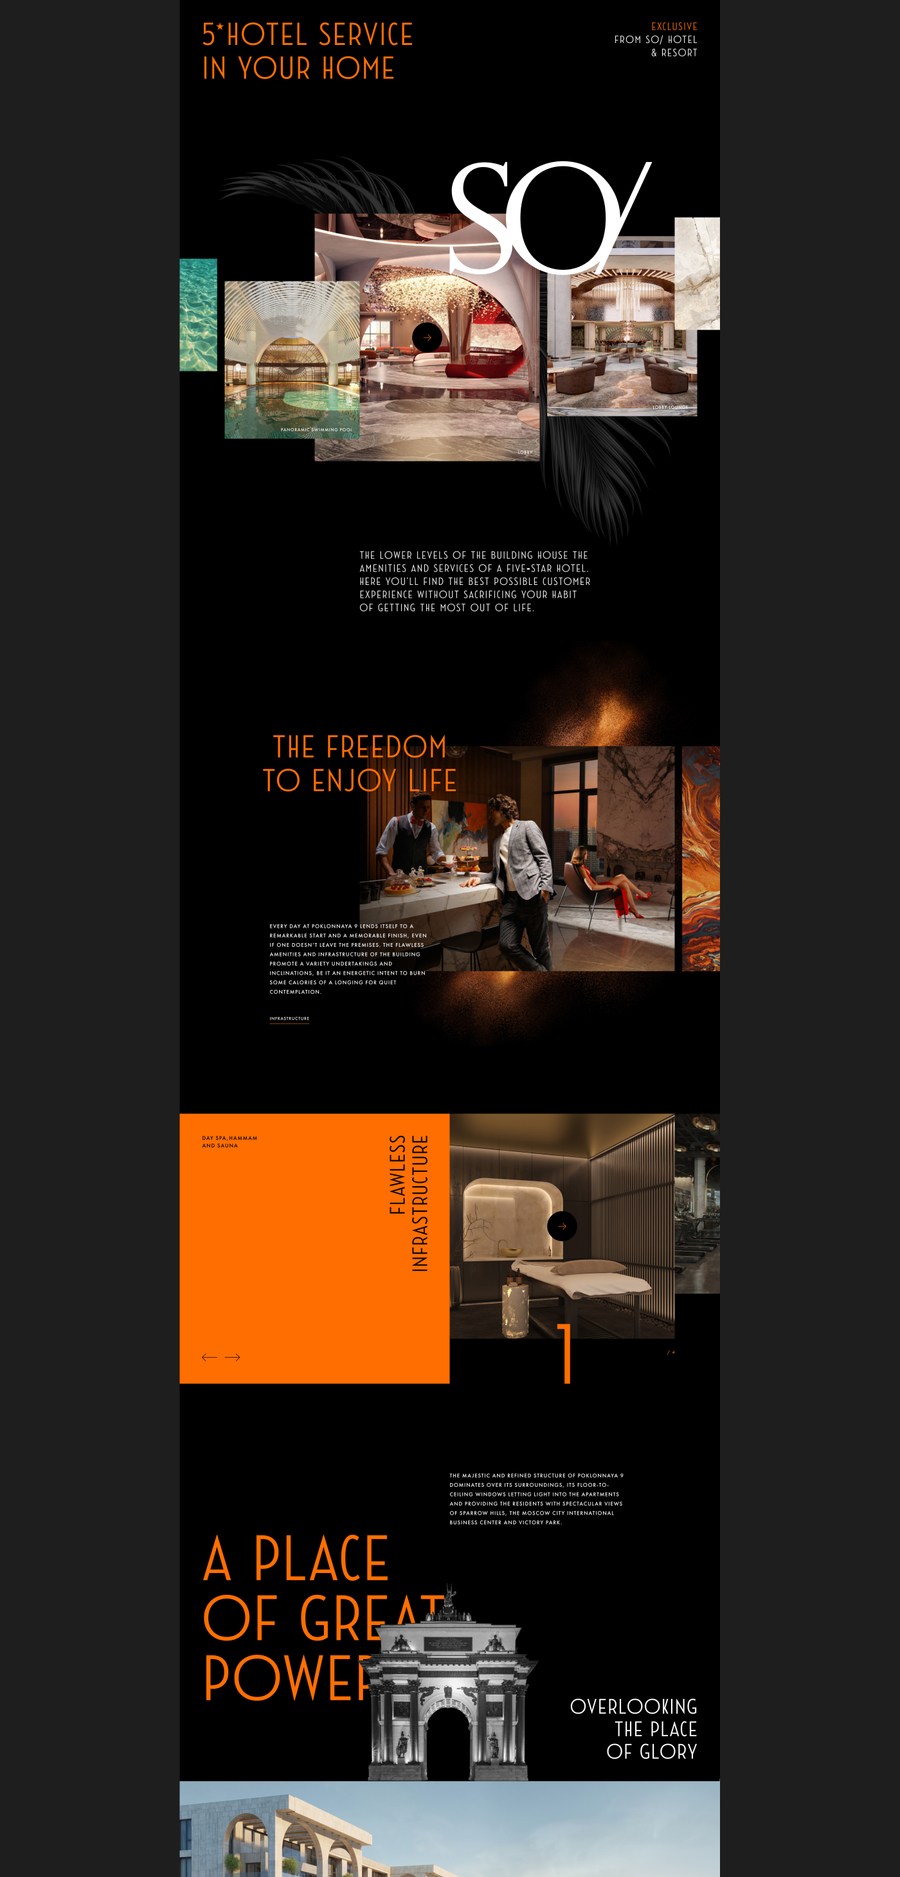 5*HOTEL SERVICE
IN YOUR HOME
EXCLUSIVE
FROM SO/ HOTEL
& RESORT
SO/
PANORAMIC SWIMMING POOL
LOBBY
LOBBY LOUNGE
THE LOWER LEVELS OF THE BUILDING HOUSE THE
AMENITIES AND SERVICES OF A FIVE-STAR HOTEL.
HERE YOU'LL FIND THE BEST POSSIBLE CUSTOMER
EXPERIENCE WITHOUT SACRIFICING YOUR HABIT
OF GETTING THE MOST OUT OF LIFE.
THE FREEDOM
TO ENJOY LIFE
EVERY DAY AT POKLONNAYA 9 LENDS ITSELF TO A
REMARKABLE START AND A MEMORABLE FINISH, EVEN
IF ONE DOESN'T LEAVE THE PREMISES. THE FLAWLESS
AMENITIES AND INFRASTRUCTURE OF THE BUILDING
PROMOTE A VARIETY UNDERTAKINGS AND
INCLINATIONS, BE IT AN ENERGETIC INTENT TO BURN
SOME CALORIES OF A LONGING FOR QUIET
CONTEMPLATION.
INFRASTRUCTURE
DAY SPA, HAMMAM
AND SAUNA
FLAWLESS
INFRASTRUCTURE
1
THE MAJESTIC AND REFINED STRUCTURE OF POKLONNAYA 9
DOMINATES OVER ITS SURROUNDINGS, ITS FLOOR-TO-
CEILING WINDOWS LETTING LIGHT INTO THE APARTMENTS
AND PROVIDING THE RESIDENTS WITH SPECTACULAR VIEWS
OF SPARROW HILLS, THE MOSCOW CITY INTERNATIONAL
BUSINESS CENTER AND VICTORY PARK.
A PLACE
OF GREAT
POWER
OVERLOOKING
THE PLACE
OF GLORY